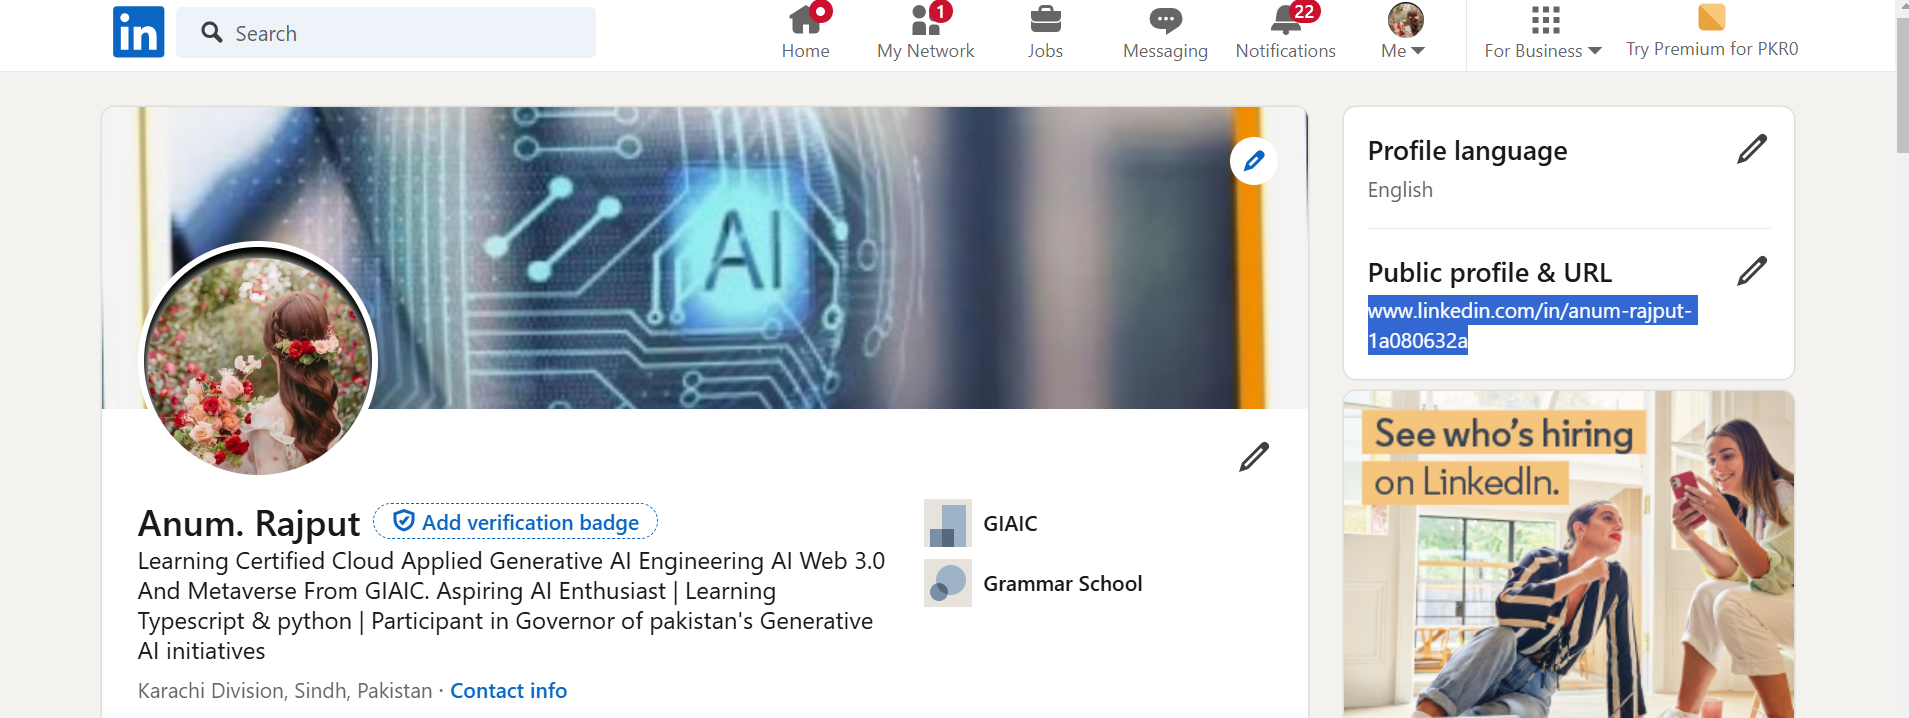 in
Search
Home
1
My Network
Jobs
Messaging
22
Notifications
Me
For Business
Try Premium for PKR0
AI
Anum. Rajput
Add verification badge
Learning Certified Cloud Applied Generative AI Engineering AI Web 3.0
And Metaverse From GIAIC. Aspiring AI Enthusiast | Learning
Typescript & python | Participant in Governor of pakistan's Generative
AI initiatives
Karachi Division, Sindh, Pakistan · Contact info
GIAIC
Grammar School
Profile language
English
Public profile & URL
www.linkedin.com/in/anum-rajput-
1a080632a
See who's hiring
on LinkedIn.